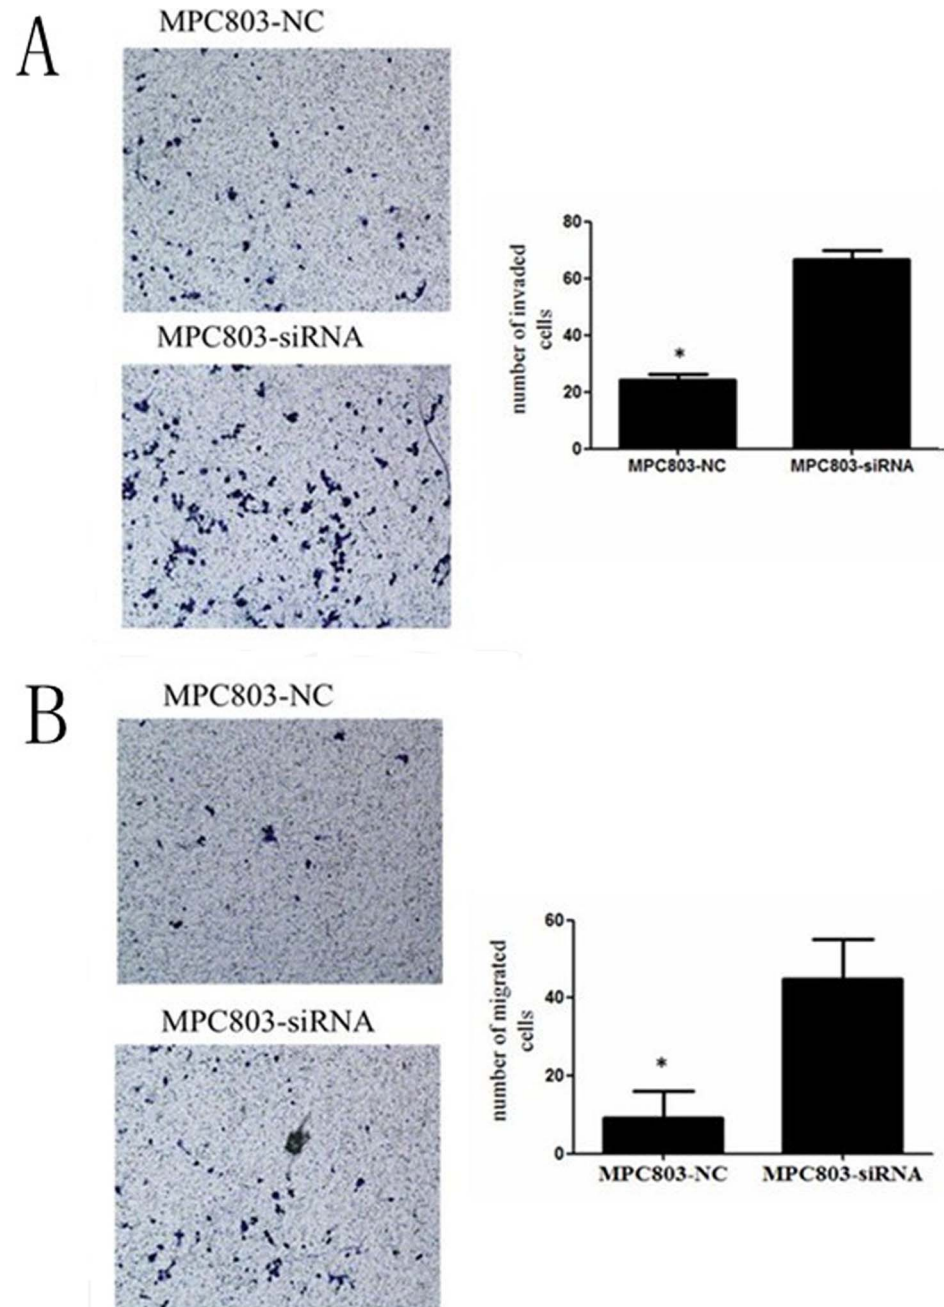 A
MPC803-NC
MPC803-siRNA
number of invaded
cells
80
60
40
20
0
*
MPC803-NC
MPC803-siRNA
B
MPC803-NC
MPC803-siRNA
number of migrated
cells
60
40
20
0
*
MPC803-NC
MPC803-siRNA